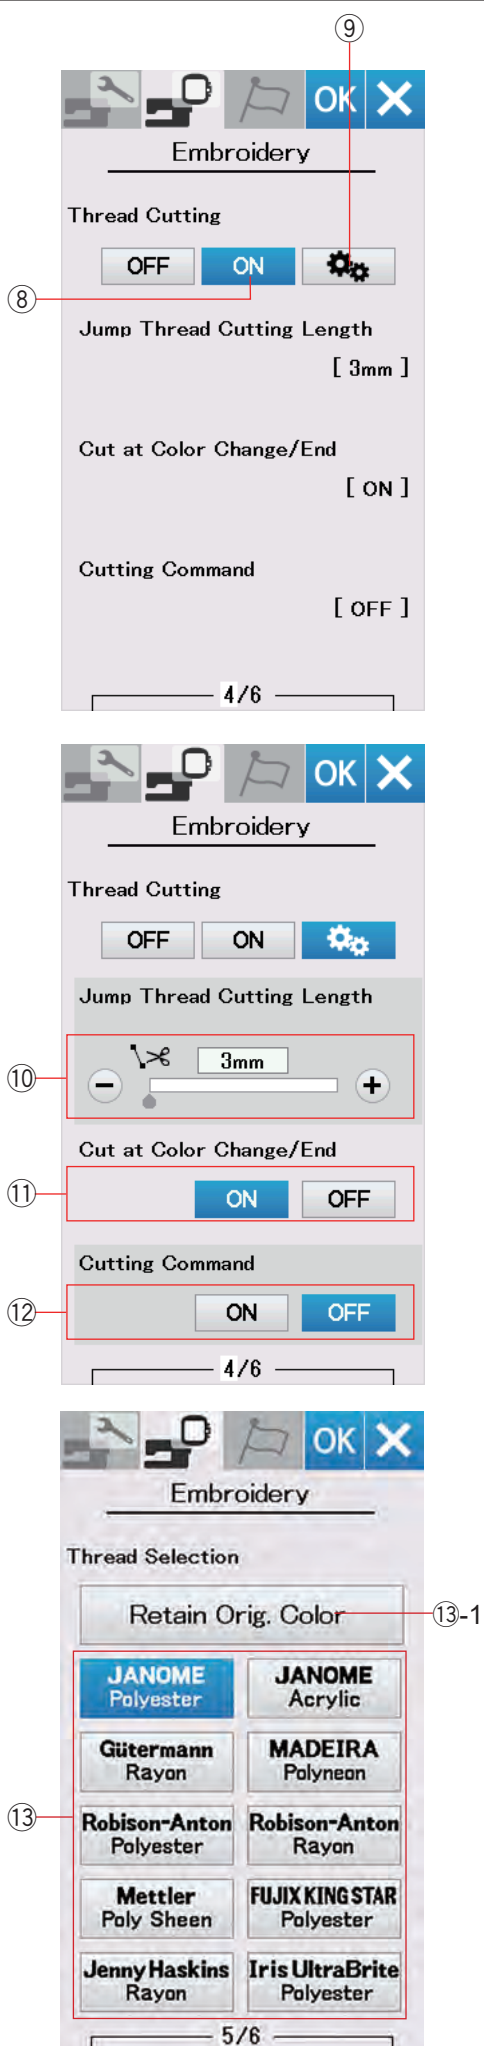 ⑨
OK
Embroidery
Thread Cutting
OFF ON
⑧
Jump Thread Cutting Length
[ 3mm ]
Cut at Color Change/End
[ ON ]
Cutting Command
[ OFF ]
4/6
OK
Embroidery
Thread Cutting
OFF ON
Jump Thread Cutting Length
⑩
3mm
Cut at Color Change/End
⑪
ON OFF
Cutting Command
⑫
ON OFF
4/6
OK
Embroidery
Thread Selection
Retain Orig. Color
⑬-1
JANOME JANOME
Polyester Acrylic
Gütermann MADEIRA
Rayon Polyneon
⑬
Robison-Anton Robison-Anton
Polyester Rayon
Mettler FUJIX KING STAR
Poly Sheen Polyester
Jenny Haskins Iris UltraBrite
Rayon Polyester
5/6